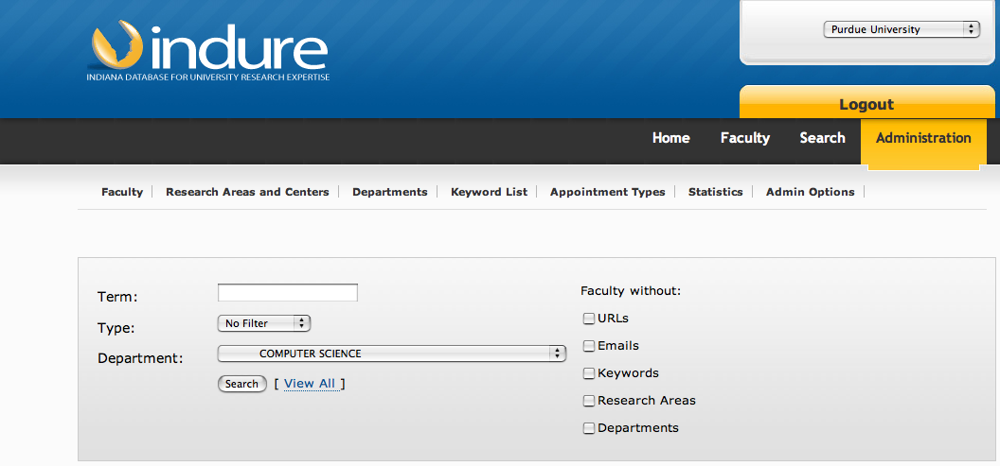 indure
INDIANA DATABASE FOR UNIVERSITY RESEARCH EXPERTISE
Purdue University
Logout
Home Faculty Search Administration
Faculty Research Areas and Centers Departments Keyword List Appointment Types Statistics Admin Options
Term:
Type: No Filter
Department: COMPUTER SCIENCE
Search [ View All ]
Faculty without:
URLs
Emails
Keywords
Research Areas
Departments